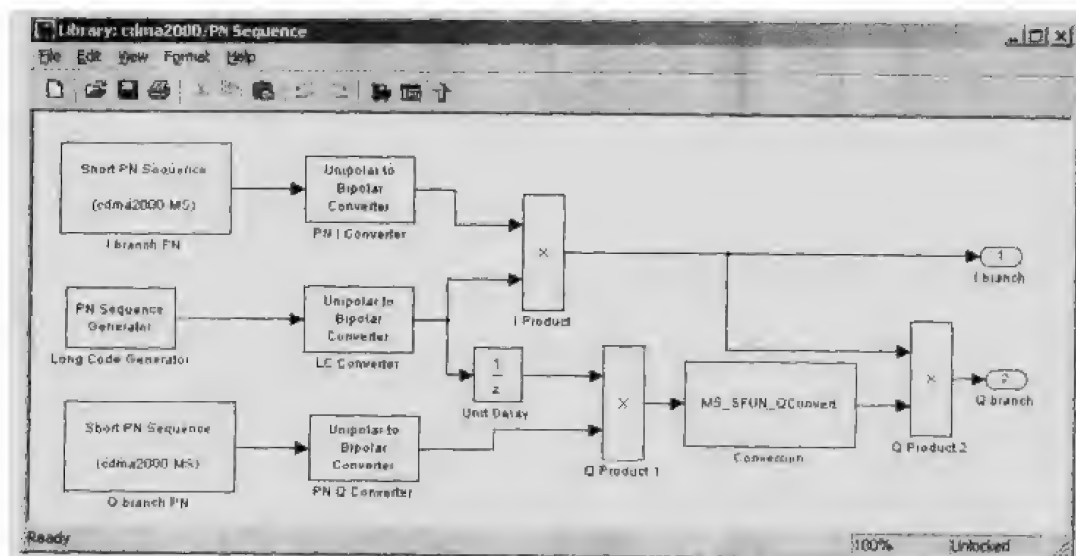 Library: cdma2000/PN Sequence
File Edit View Format Help
Short PN Sequence
(cdma2000 MS)
I branch PN
Unipolar to
Bipolar
Converter
PN I Converter
×
I Product
1
I branch
PN Sequence
Generator
Long Code Generator
Unipolar to
Bipolar
Converter
LC Converter
1
z
Unit Delay
×
Q Product 1
MS_SFUN_QConvert
Conversion
×
Q Product 2
2
Q branch
Short PN Sequence
(cdma2000 MS)
Q branch PN
Unipolar to
Bipolar
Converter
PN Q Converter
Ready
100%
Unlocked